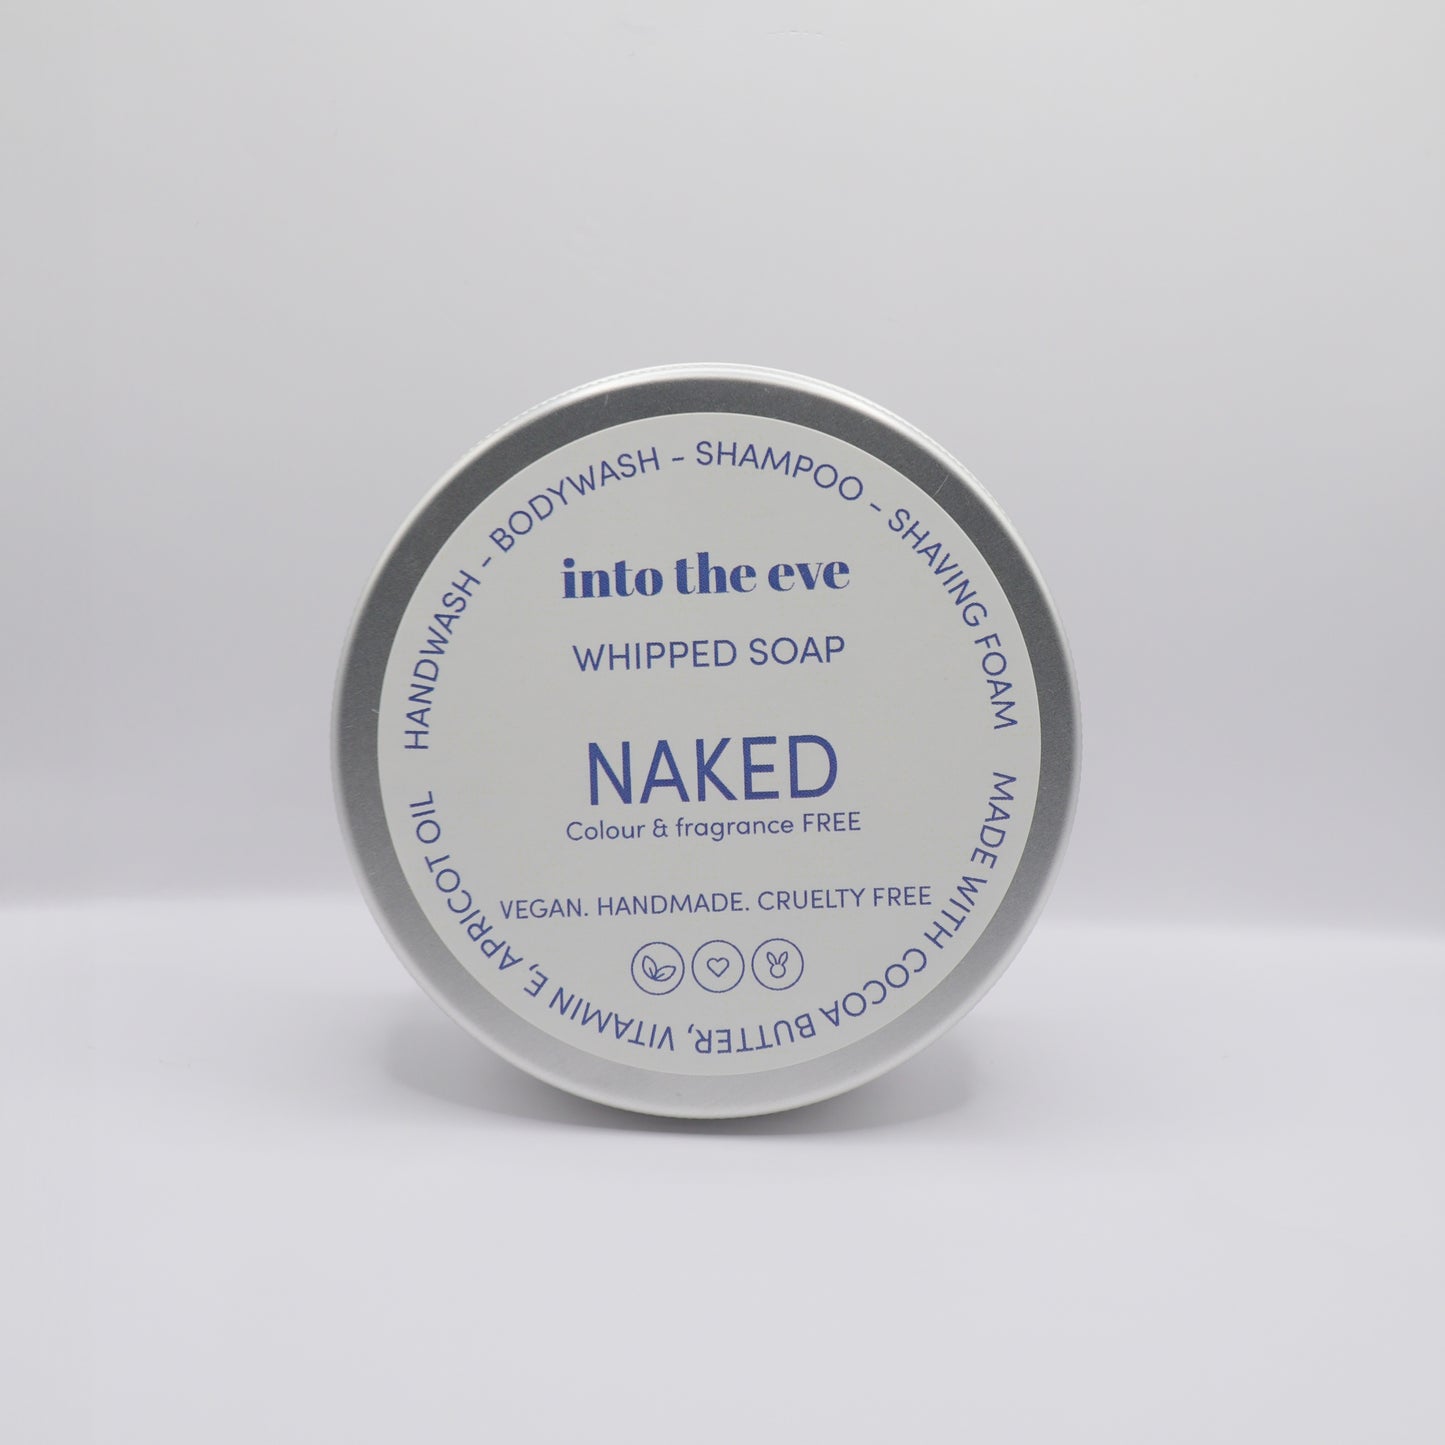 HANDWASH - BODYWASH - SHAMPOO - SHAVING FOAM
into the eve
WHIPPED SOAP
NAKED
Colour & fragrance FREE
VEGAN. HANDMADE. CRUELTY FREE
MADE WITH COCOA BUTTER, VITAMIN E, APRICOT OIL